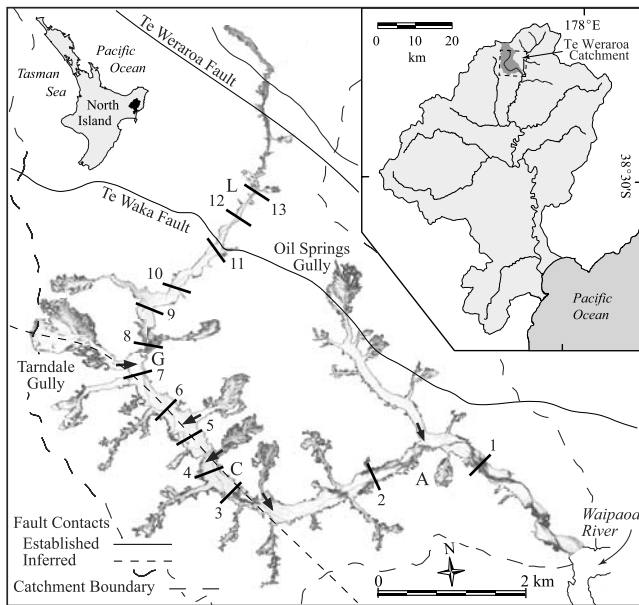 Te Weraroa Fault
Pacific
Ocean
Tasman
Sea
North
Island
178° E
0 10 20
km
Te Weraroa
Catchment
38°30'S
Pacific
Ocean
L
12
13
Te Waka Fault
11
Oil Springs
Gully
10
9
8
G
7
Tarndale
Gully
6
5
4
C
3
1
A
2
Waipaoa
River
Fault Contacts
Established
Inferred
Catchment Boundary
N
0 2 km